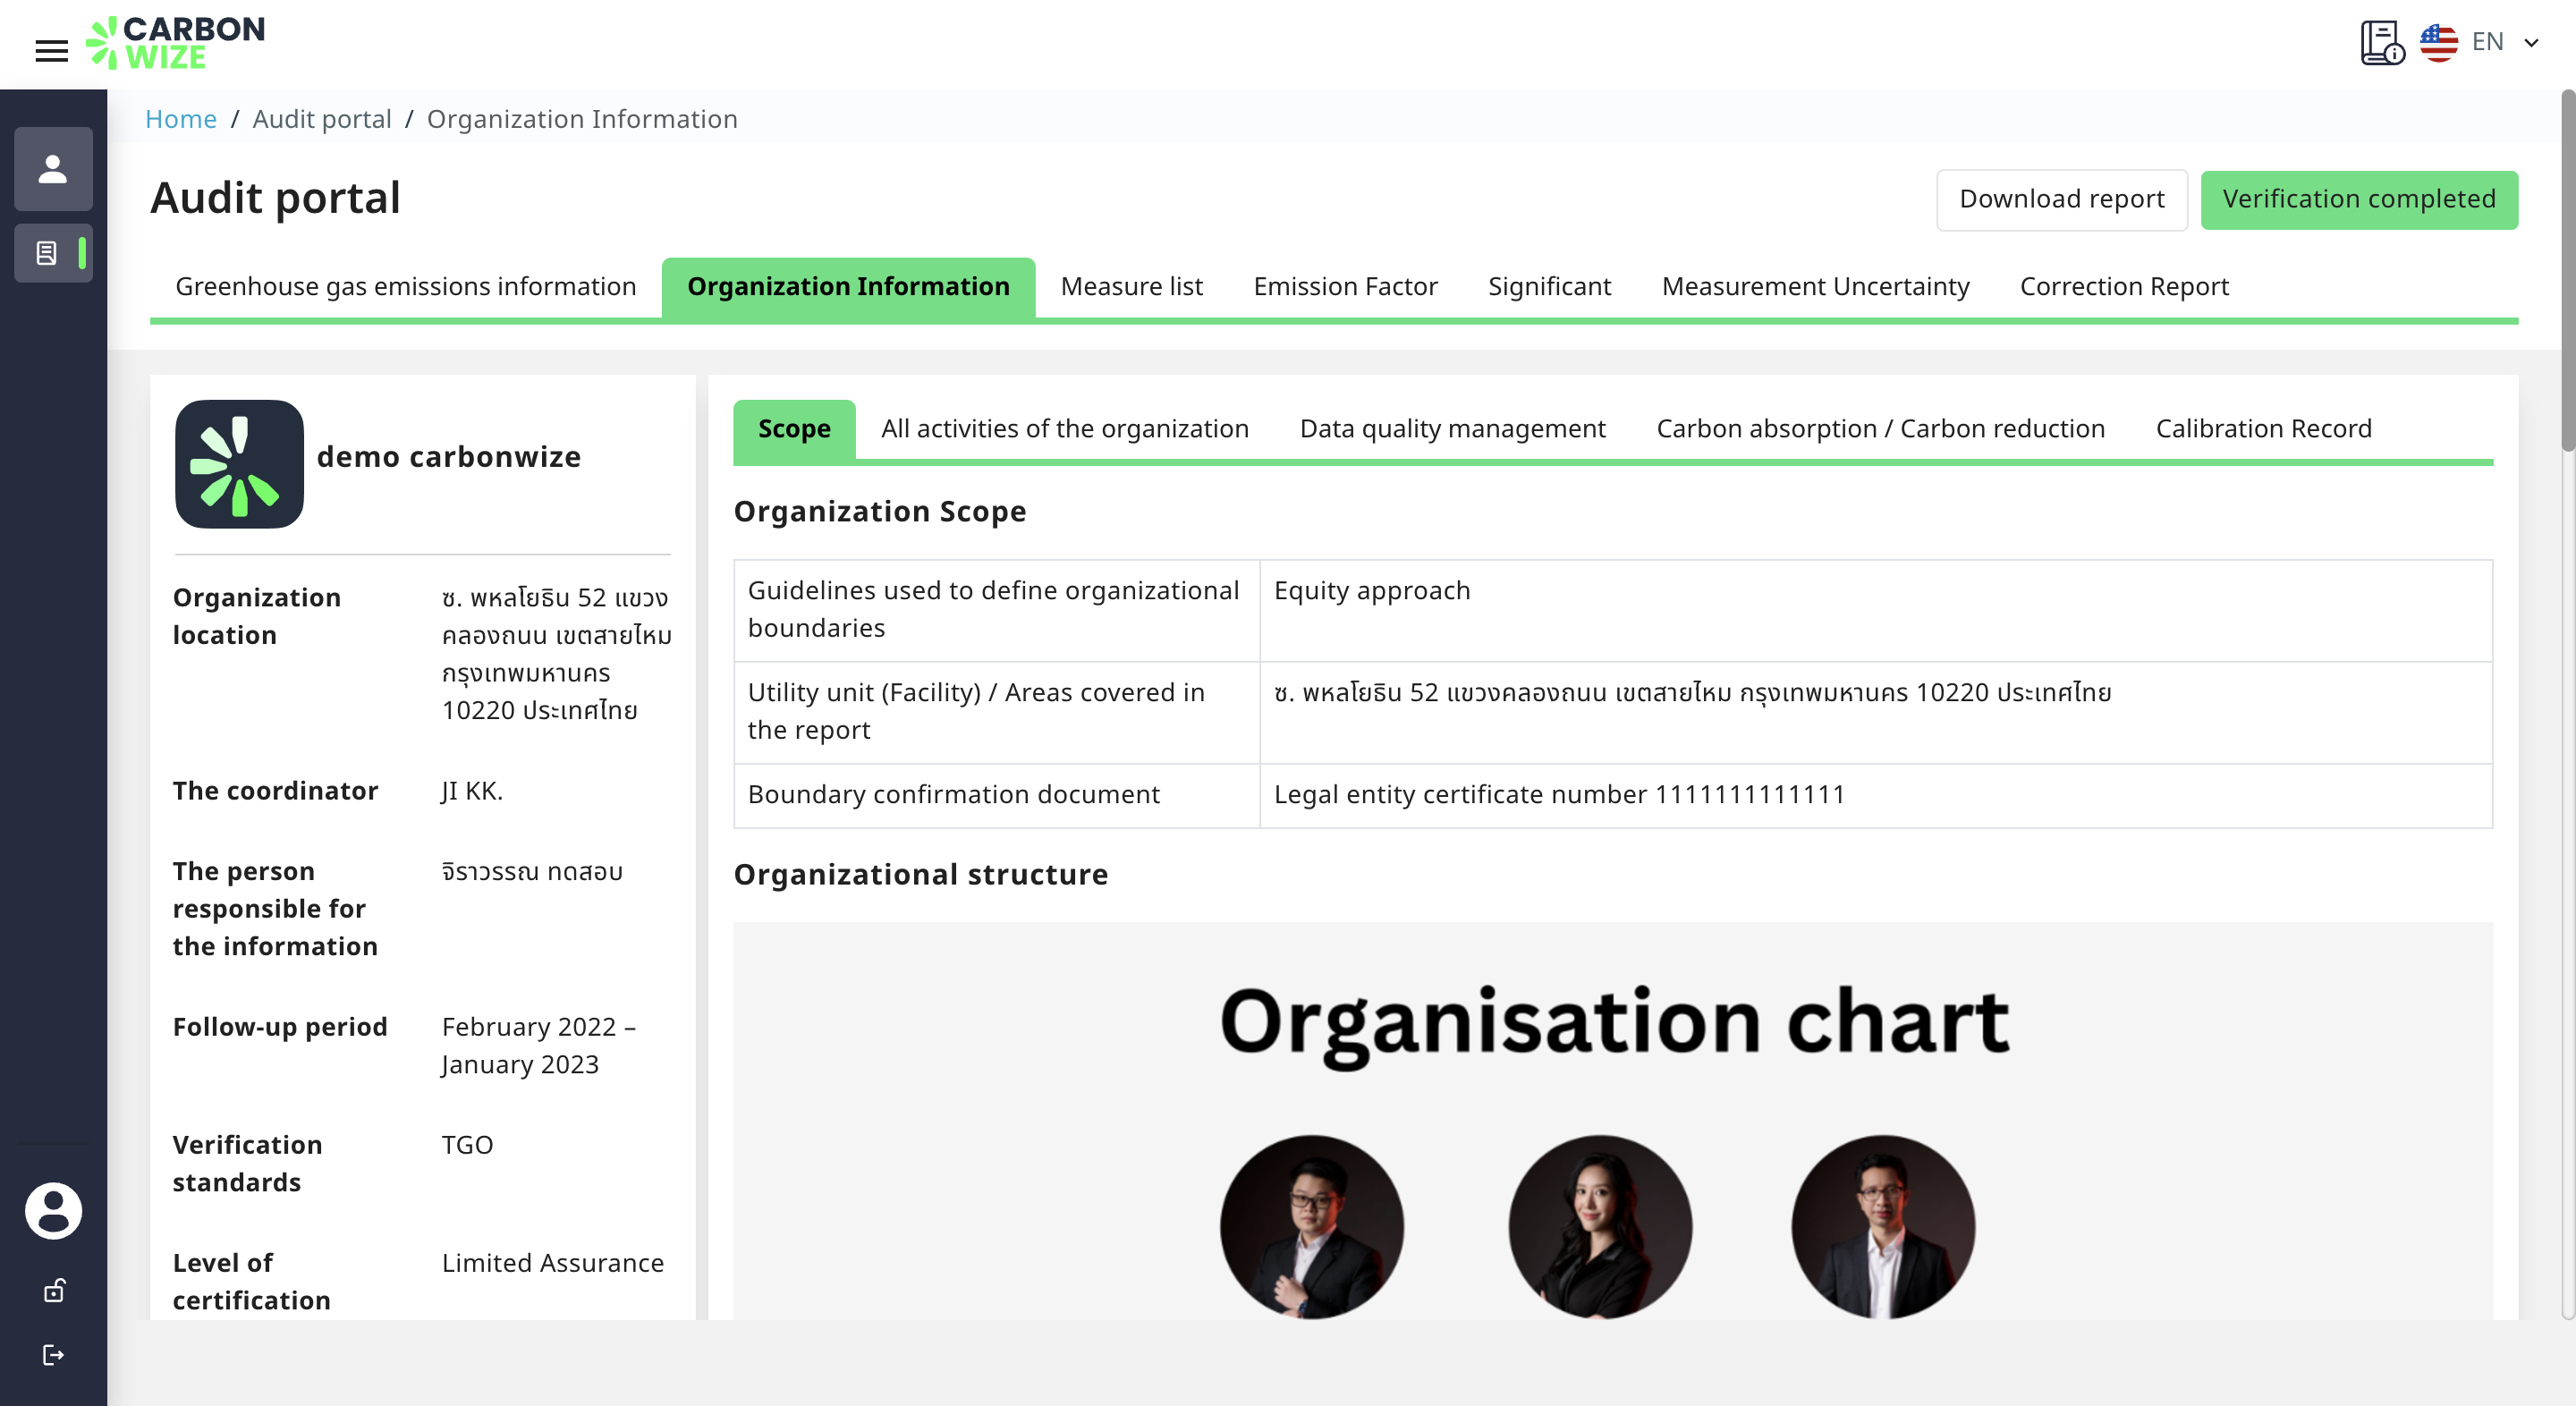 CARBON
WIZE
EN
Home / Audit portal / Organization Information
Audit portal
Download report
Verification completed
Greenhouse gas emissions information
Organization Information
Measure list
Emission Factor
Significant
Measurement Uncertainty
Correction Report
demo carbonwize
Organization
location
ซ. พหลโยธิน 52 แขวง
คลองถนน เขตสายไหม
กรุงเทพมหานคร
10220 ประเทศไทย
The coordinator
JI KK.
The person
responsible for
the information
จิราวรรณ ทดสอบ
Follow-up period
February 2022 –
January 2023
Verification
standards
TGO
Level of
certification
Limited Assurance
Scope
All activities of the organization
Data quality management
Carbon absorption / Carbon reduction
Calibration Record
Organization Scope
Guidelines used to define organizational
boundaries
Equity approach
Utility unit (Facility) / Areas covered in
the report
ซ. พหลโยธิน 52 แขวงคลองถนน เขตสายไหม กรุงเทพมหานคร 10220 ประเทศไทย
Boundary confirmation document
Legal entity certificate number 1111111111111
Organizational structure
Organisation chart